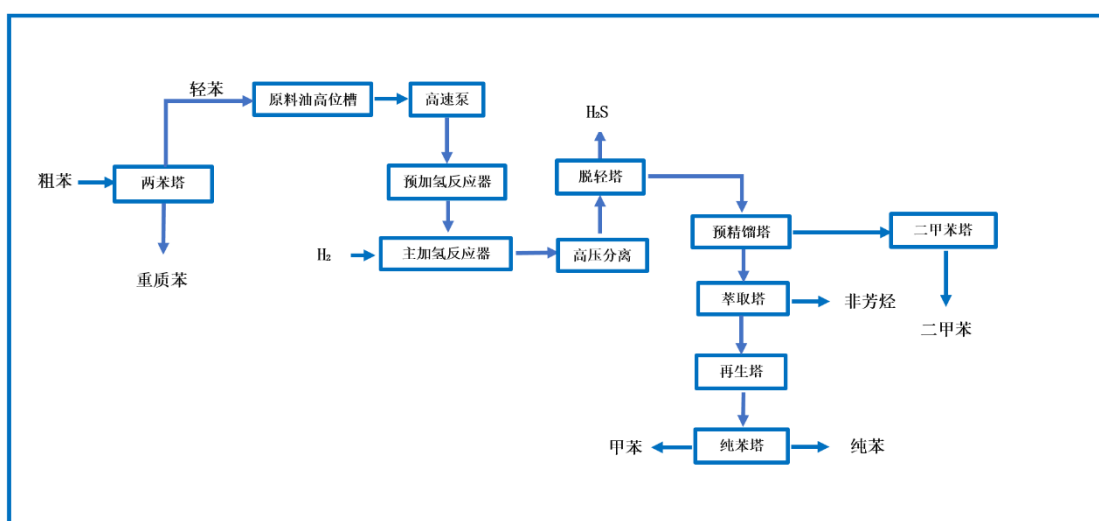 轻苯
原料油高位槽
高速泵
H₂S
粗苯
两苯塔
预加氢反应器
脱轻塔
重质苯
H₂
主加氢反应器
高压分离
预精馏塔
二甲苯塔
萃取塔
非芳烃
二甲苯
再生塔
甲苯
纯苯塔
纯苯